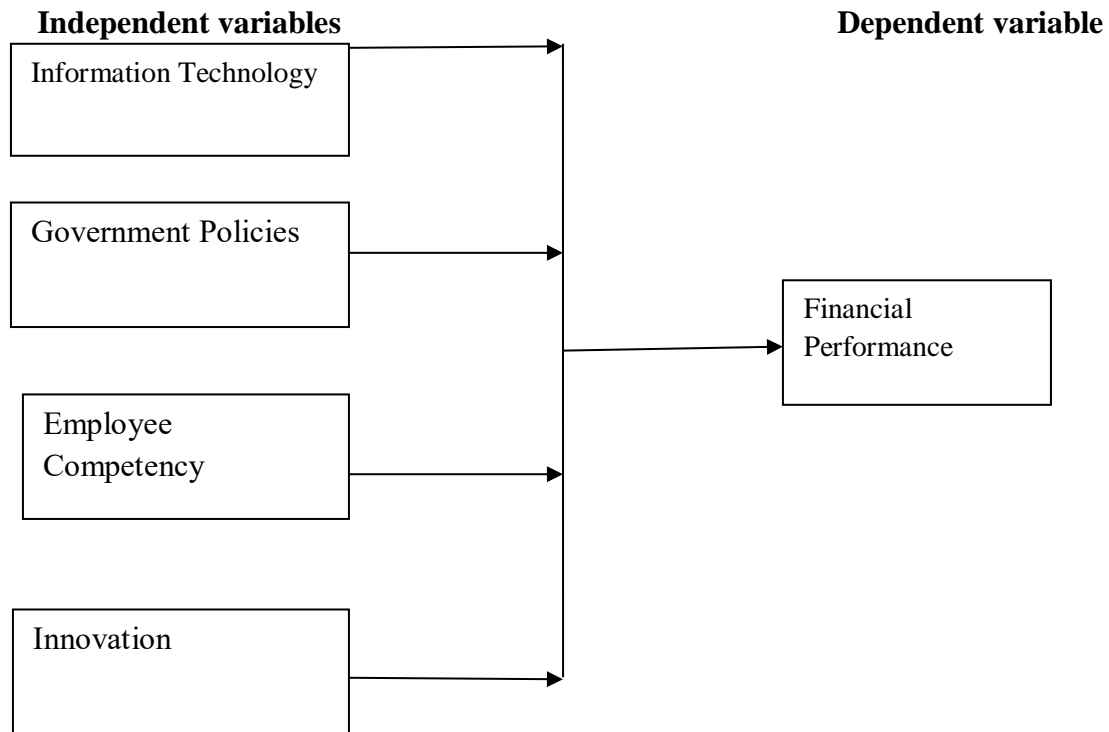 Independent variables
Dependent variable
Information Technology
Government Policies
Financial
Performance
Employee
Competency
Innovation